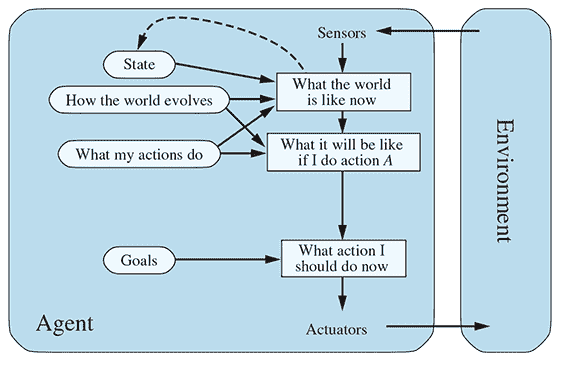 Sensors
State
What the world
is like now
How the world evolves
What my actions do
What it will be like
if I do action A
Goals
What action I
should do now
Agent
Actuators
Environment